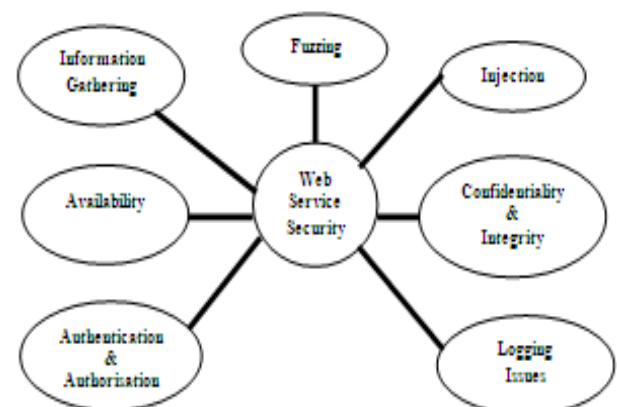 Fuzzing
Information
Gathering
Injection
Web
Service
Security
Availability
Confidentiality
&
Integrity
Authentication
&
Authorisation
Logging
Issues